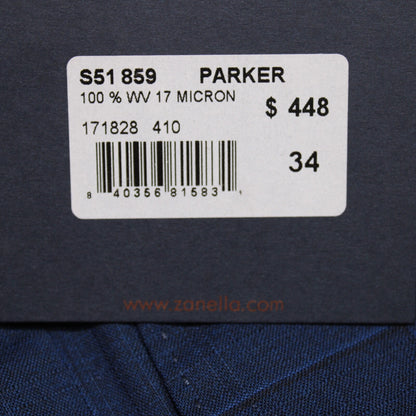 S51 859 PARKER
100 % WV 17 MICRON
$ 448
171828 410
34
8 40356 81583 1
www.zanella.com